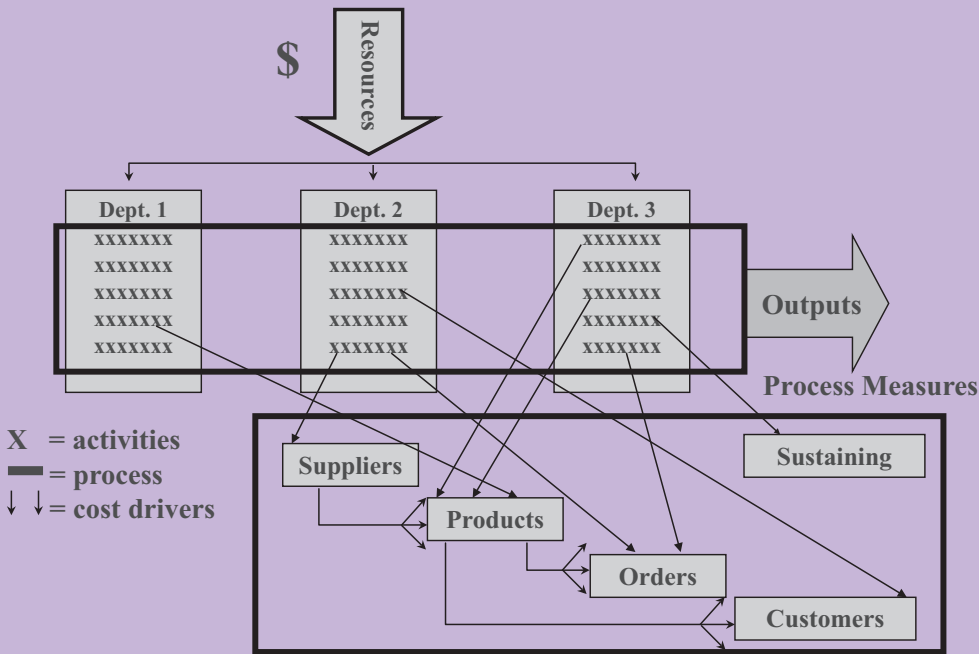 $
Resources
Dept. 1
xxxxxxx
xxxxxxx
xxxxxxx
xxxxxxx
xxxxxxx
Dept. 2
xxxxxxx
xxxxxxx
xxxxxxx
xxxxxxx
xxxxxxx
Dept. 3
xxxxxxx
xxxxxxx
xxxxxxx
xxxxxxx
xxxxxxx
Outputs
Process Measures
X = activities
= process
= cost drivers
Suppliers
Sustaining
Products
Orders
Customers